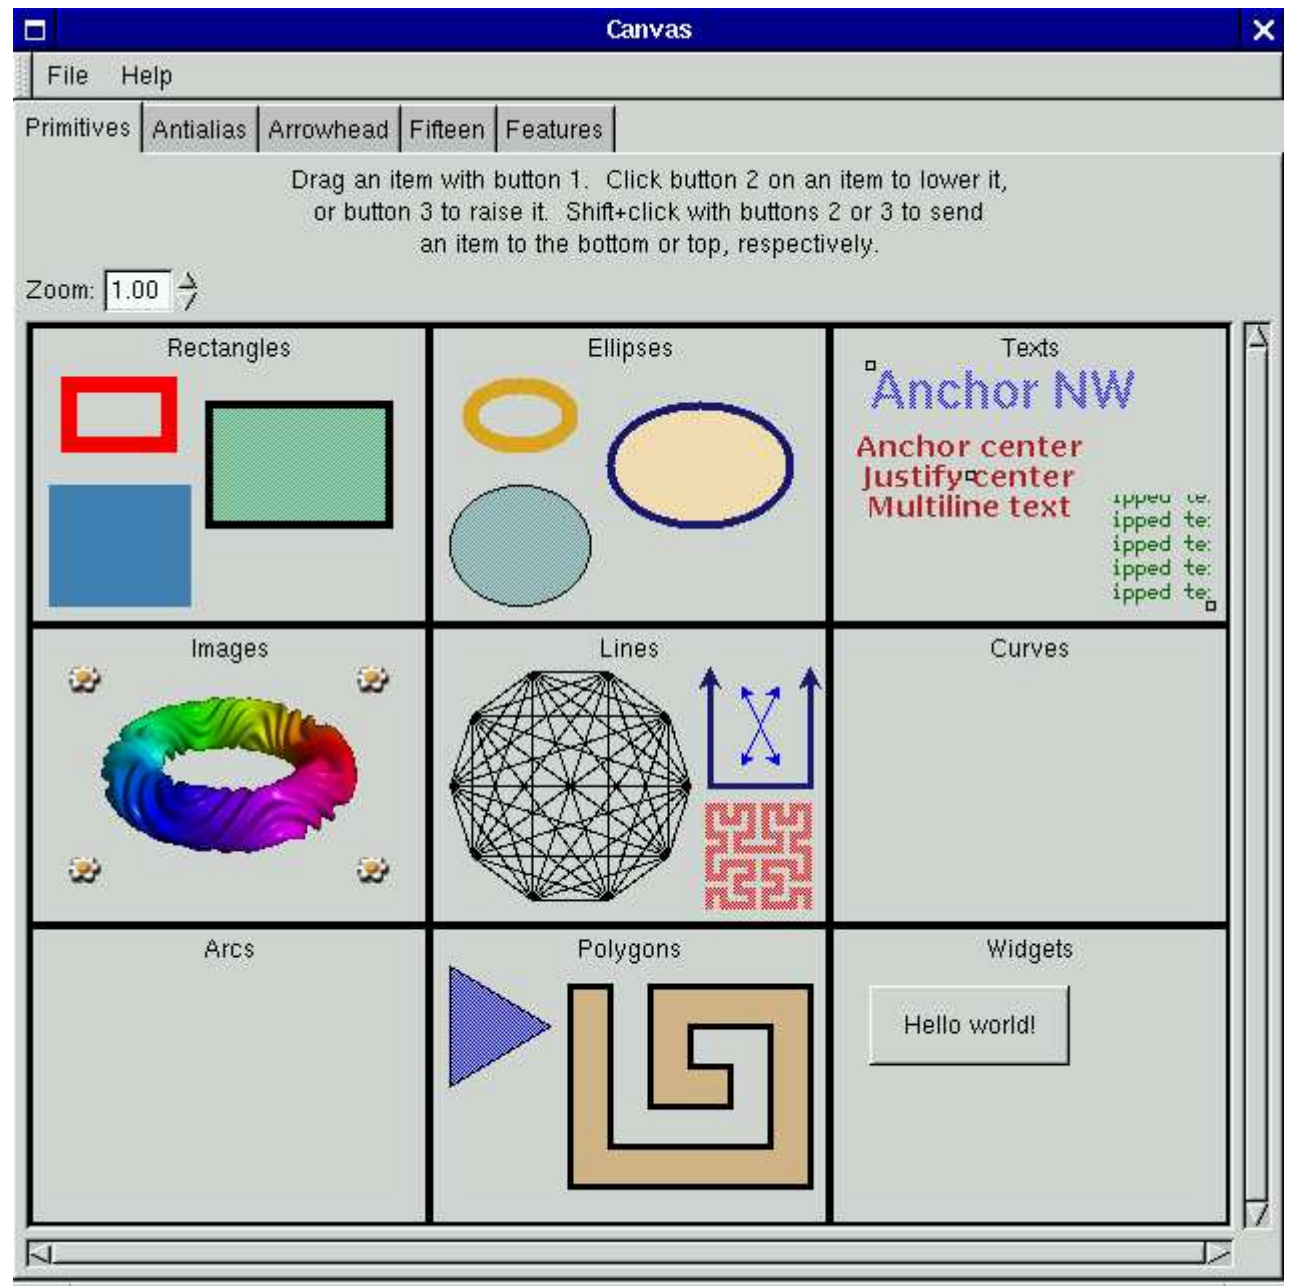 Canvas
File Help
Primitives Antialias Arrowhead Fifteen Features
Drag an item with button 1. Click button 2 on an item to lower it,
or button 3 to raise it. Shift+click with buttons 2 or 3 to send
an item to the bottom or top, respectively.
Zoom: 1.00
Rectangles
Ellipses
Texts
Anchor NW
Anchor center
Justify center
Multiline text
ipped te
ipped te
ipped te
ipped te
ipped te
Images
Lines
Curves
Arcs
Polygons
Widgets
Hello world!